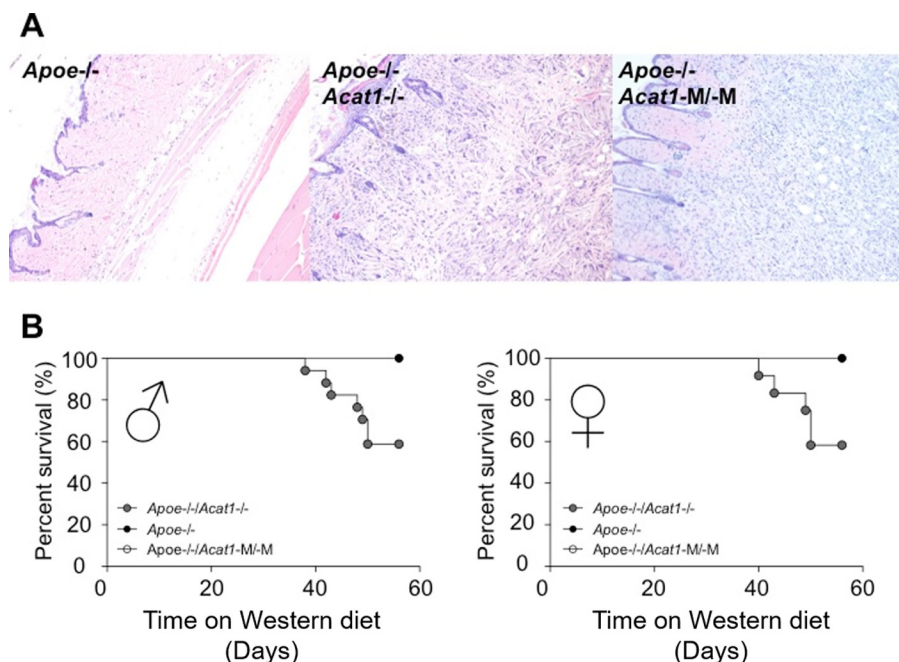 A
Apoe-/-
Apoe-/-
Acat1-/-
Apoe-/-
Acat1-M/-M
B
Percent survival (%)
100
80
60
40
20
0
Apoe-/-/Acat1-/-
Apoe-/-
Apoe-/-/Acat1-M/-M
0
20
40
60
Time on Western diet
(Days)
Percent survival (%)
100
80
60
40
20
0
Apoe-/-/Acat1-/-
Apoe-/-
Apoe-/-/Acat1-M/-M
0
20
40
60
Time on Western diet
(Days)